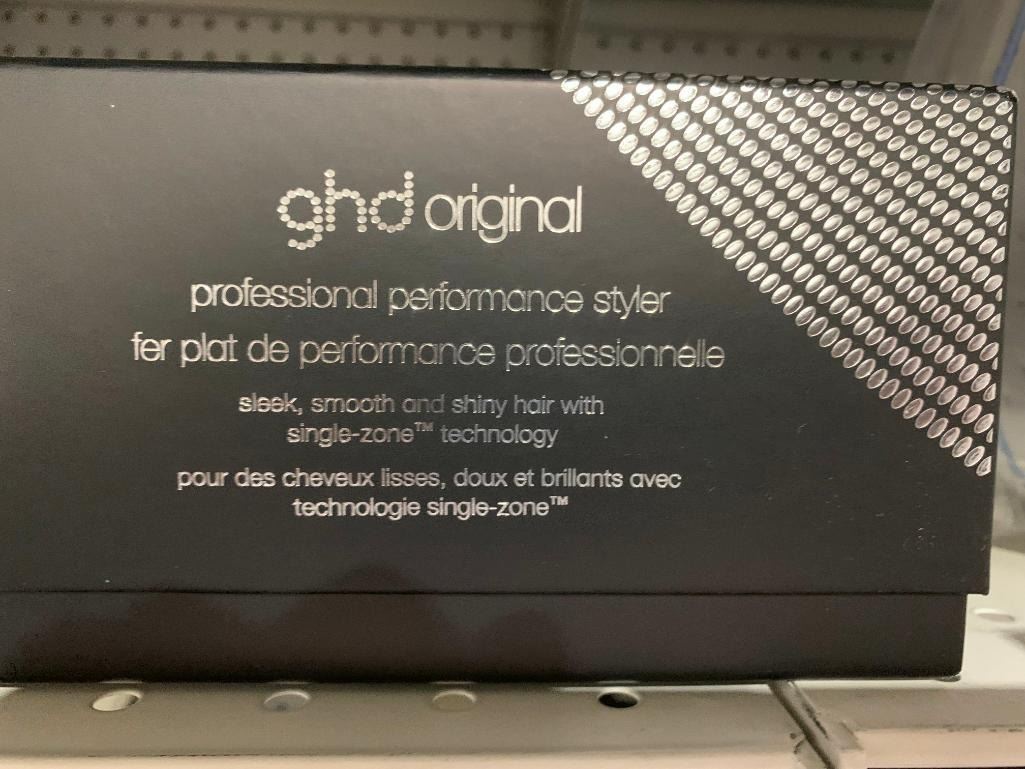 ghd original
professional performance styler
fer plat de performance professionnelle
sleek, smooth and shiny hair with
single-zone™ technology
pour des cheveux lisses, doux et brillants avec
technologie single-zone™